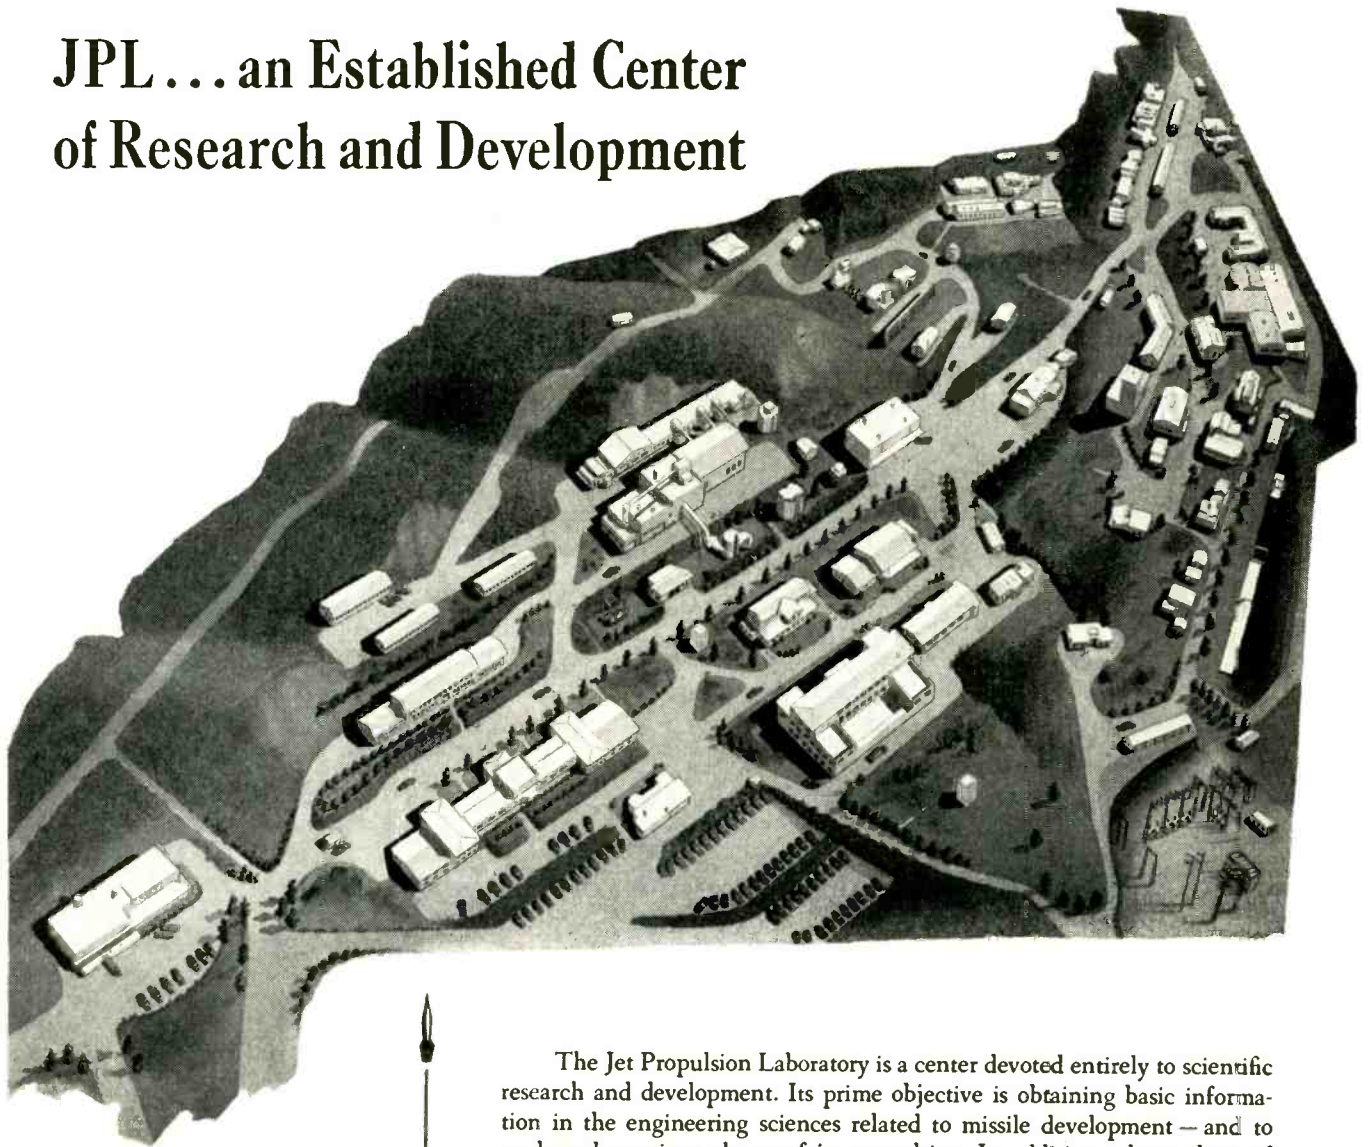 JPL... an Established Center
of Research and Development
The Jet Propulsion Laboratory is a center devoted entirely to scientific
research and development. Its prime objective is obtaining basic informa-
tion in the engineering sciences related to missile development — and to